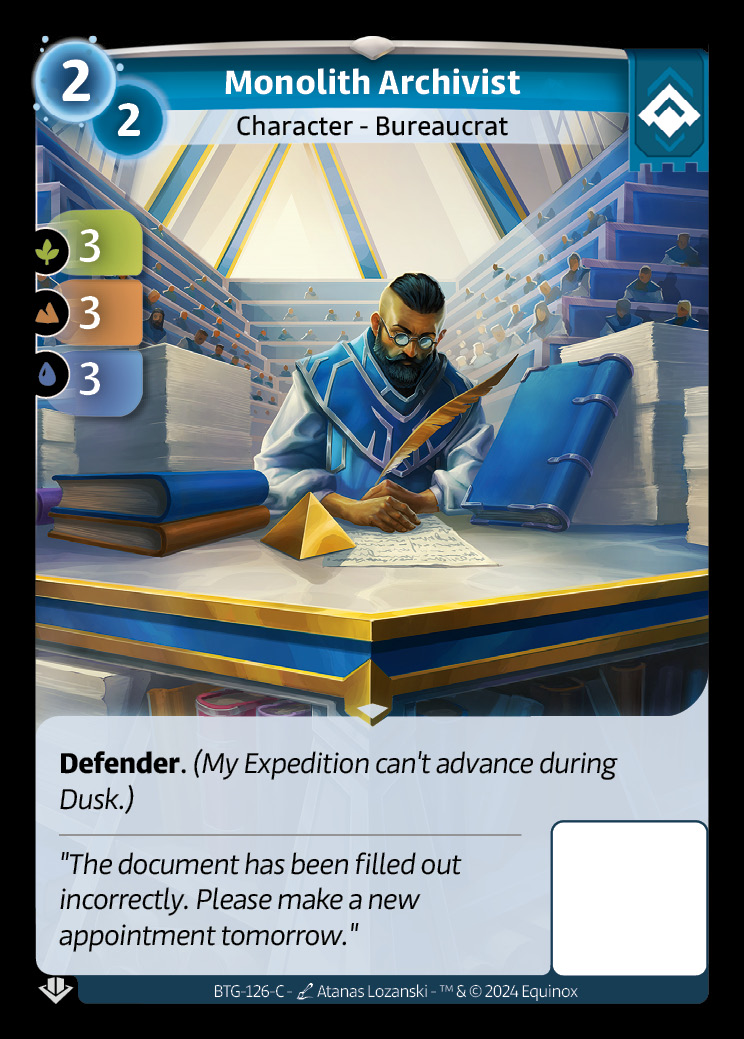 2
Monolith Archivist
2
Character - Bureaucrat
3
3
3
Defender. (My Expedition can't advance during
Dusk.)
"The document has been filled out
incorrectly. Please make a new
appointment tomorrow."
BTG-126-C - Atanas Lozanski - ™ & © 2024 Equinox